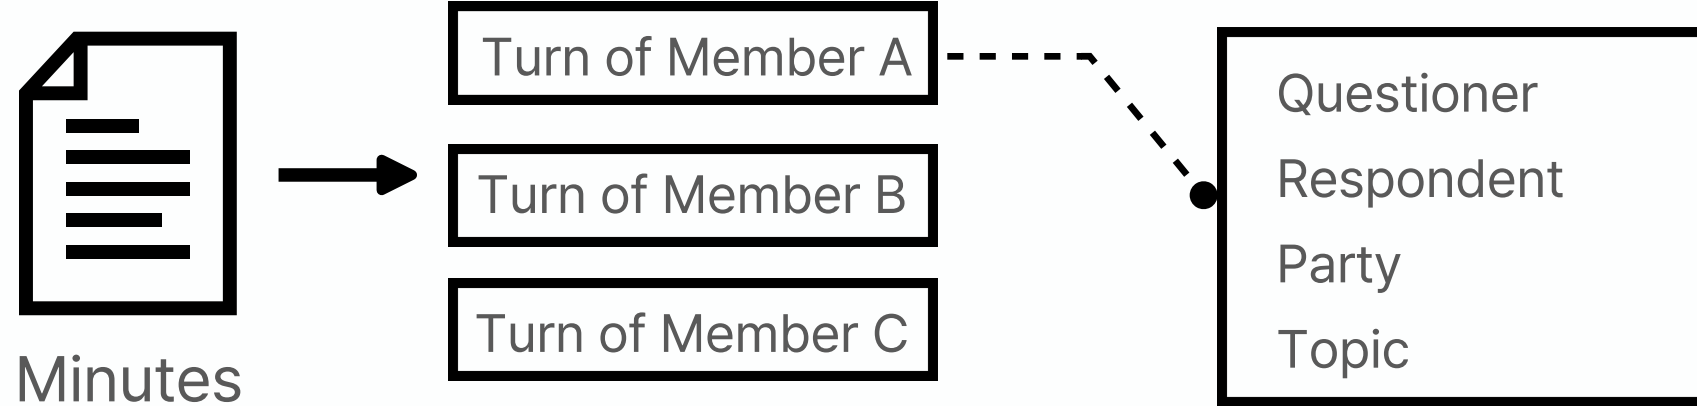 Minutes
Turn of Member A
Turn of Member B
Turn of Member C
Questioner
Respondent
Party
Topic